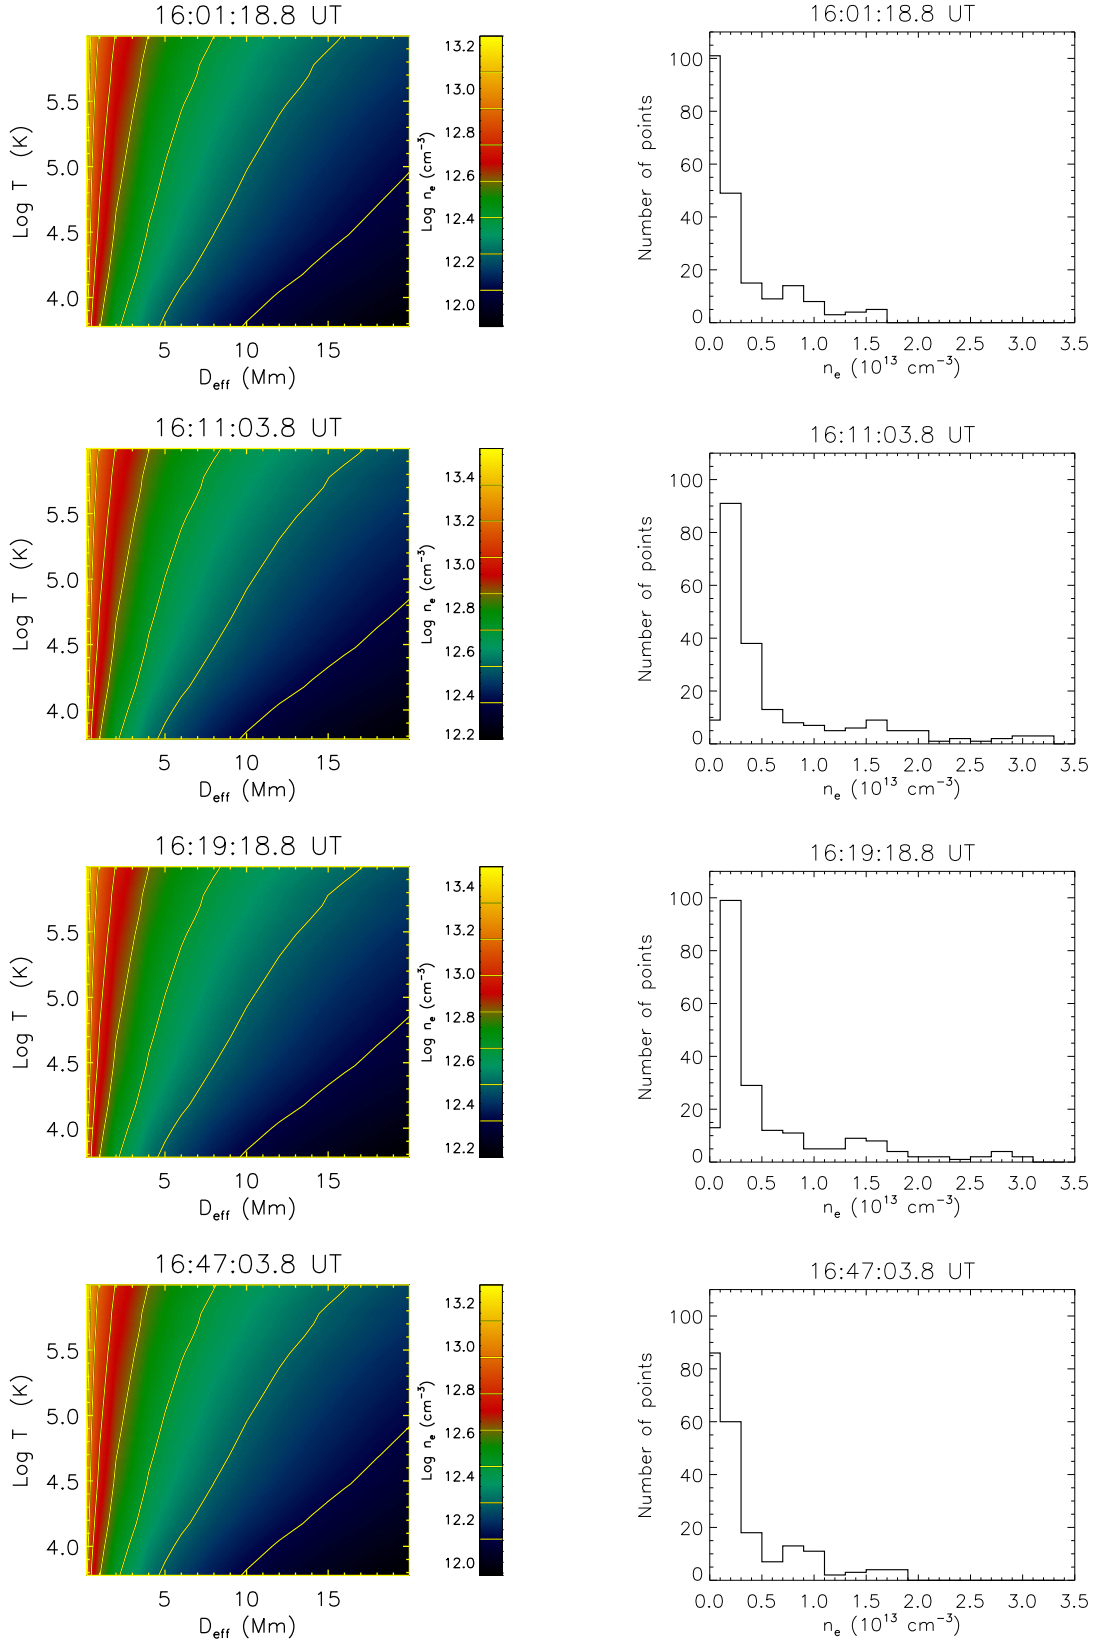 16:01:18.8 UT
Log T (K)
5.5
5.0
4.5
4.0
5
10
15
D_eff (Mm)
Log n_e (cm^-3)
13.2
13.0
12.8
12.6
12.4
12.2
12.0
16:01:18.8 UT
Number of points
100
80
60
40
20
0
0.0 0.5 1.0 1.5 2.0 2.5 3.0 3.5
n_e (10^13 cm^-3)
16:11:03.8 UT
Log T (K)
5.5
5.0
4.5
4.0
5
10
15
D_eff (Mm)
Log n_e (cm^-3)
13.4
13.2
13.0
12.8
12.6
12.4
12.2
16:11:03.8 UT
Number of points
100
80
60
40
20
0
0.0 0.5 1.0 1.5 2.0 2.5 3.0 3.5
n_e (10^13 cm^-3)
16:19:18.8 UT
Log T (K)
5.5
5.0
4.5
4.0
5
10
15
D_eff (Mm)
Log n_e (cm^-3)
13.4
13.2
13.0
12.8
12.6
12.4
12.2
16:19:18.8 UT
Number of points
100
80
60
40
20
0
0.0 0.5 1.0 1.5 2.0 2.5 3.0 3.5
n_e (10^13 cm^-3)
16:47:03.8 UT
Log T (K)
5.5
5.0
4.5
4.0
5
10
15
D_eff (Mm)
Log n_e (cm^-3)
13.2
13.0
12.8
12.6
12.4
12.2
12.0
16:47:03.8 UT
Number of points
100
80
60
40
20
0
0.0 0.5 1.0 1.5 2.0 2.5 3.0 3.5
n_e (10^13 cm^-3)